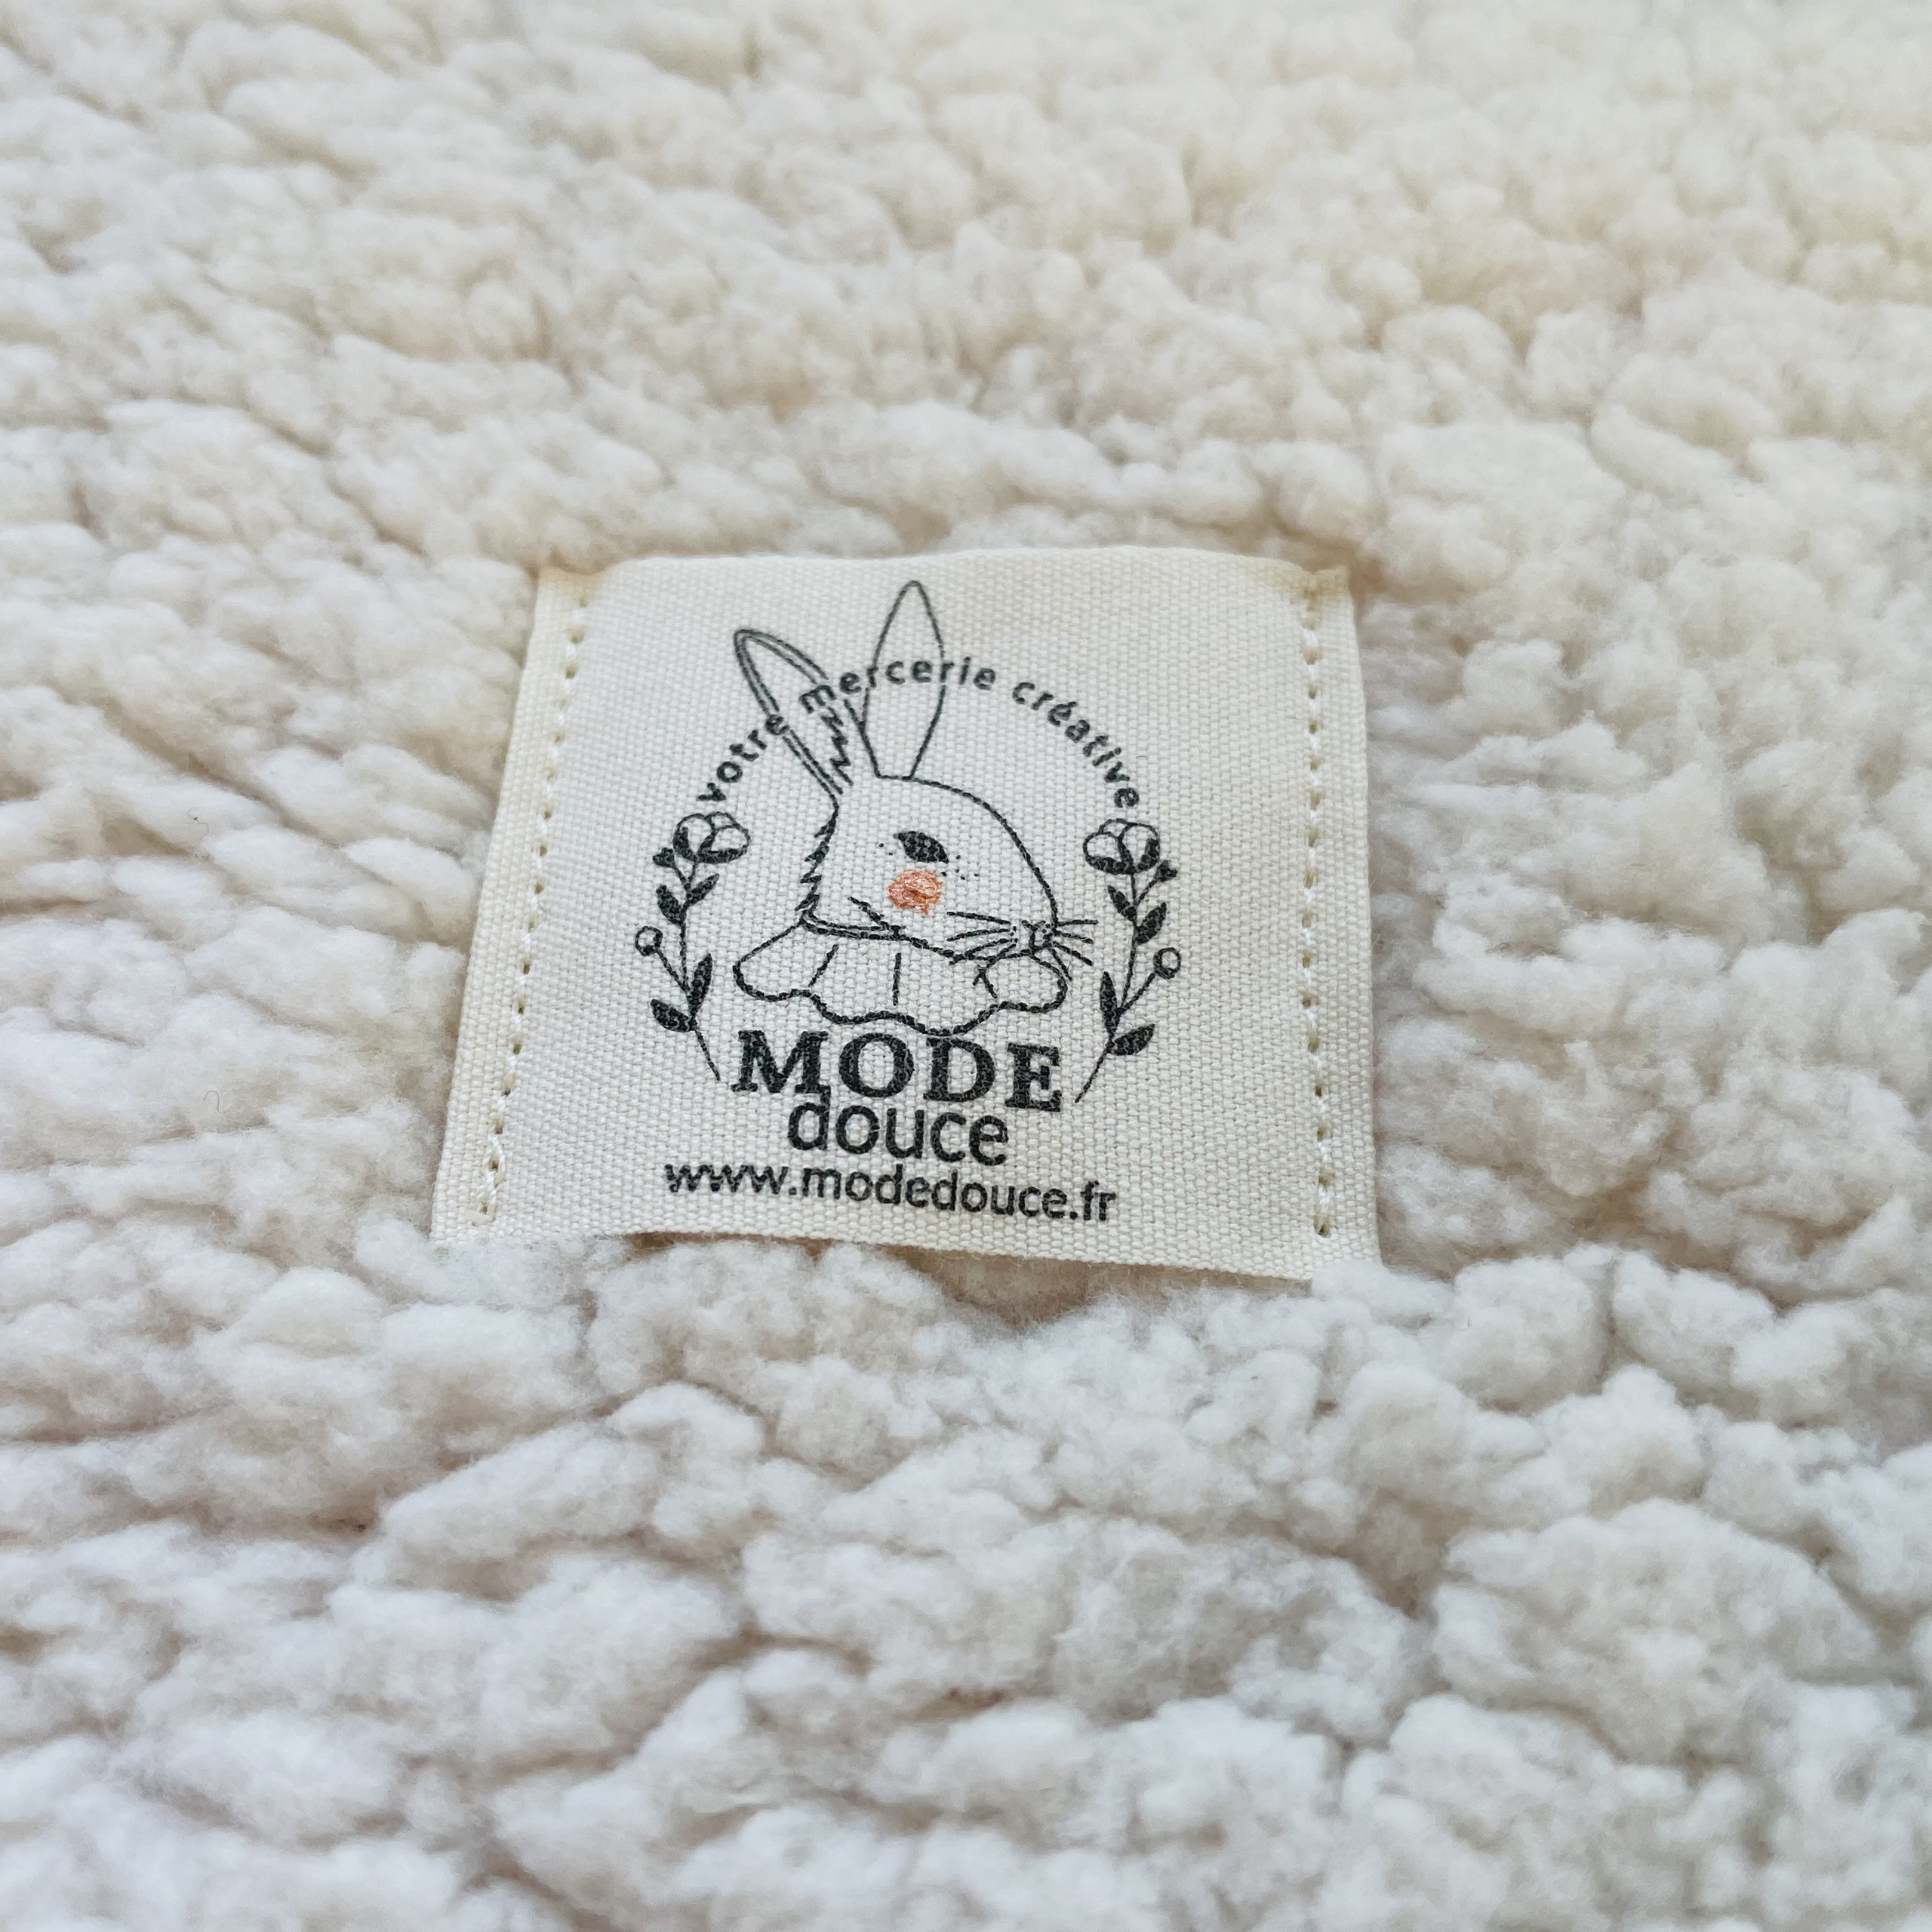 votre mercerie créative
MODE
douce
www.modedouce.fr